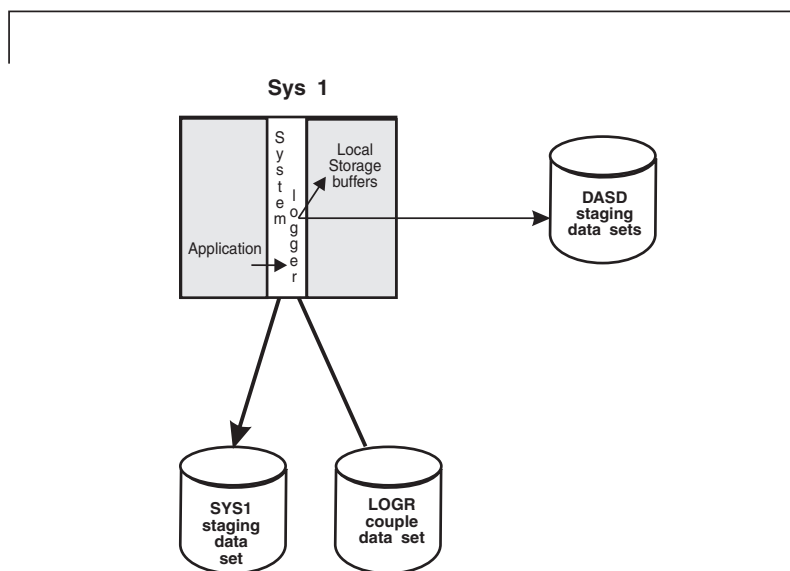 Sys 1
System
logger
Local
Storage
buffers
Application
DASD
staging
data sets
SYS1
staging
data
set
LOGR
couple
data set